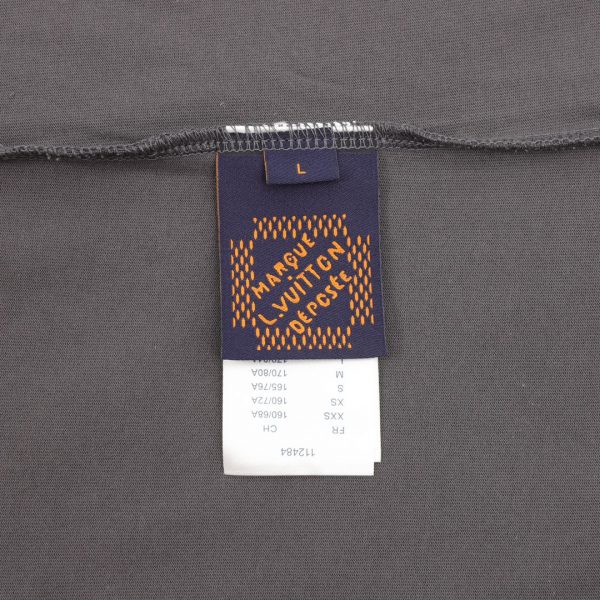 L
MARQUE
L.VUITTON
DÉPOSÉE
112484
FR CH
XXS 160/68A
XS 160/72A
S 165/76A
M 170/80A